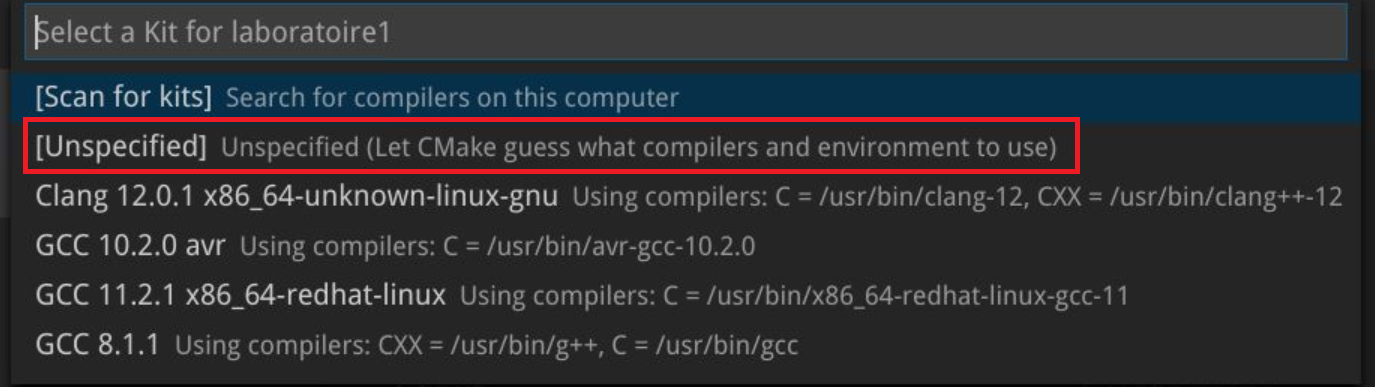 Select a Kit for laboratoire1
[Scan for kits] Search for compilers on this computer
[Unspecified] Unspecified (Let CMake guess what compilers and environment to use)
Clang 12.0.1 x86_64-unknown-linux-gnu Using compilers: C = /usr/bin/clang-12, CXX = /usr/bin/clang++-12
GCC 10.2.0 avr Using compilers: C = /usr/bin/avr-gcc-10.2.0
GCC 11.2.1 x86_64-redhat-linux Using compilers: C = /usr/bin/x86_64-redhat-linux-gcc-11
GCC 8.1.1 Using compilers: CXX = /usr/bin/g++, C = /usr/bin/gcc